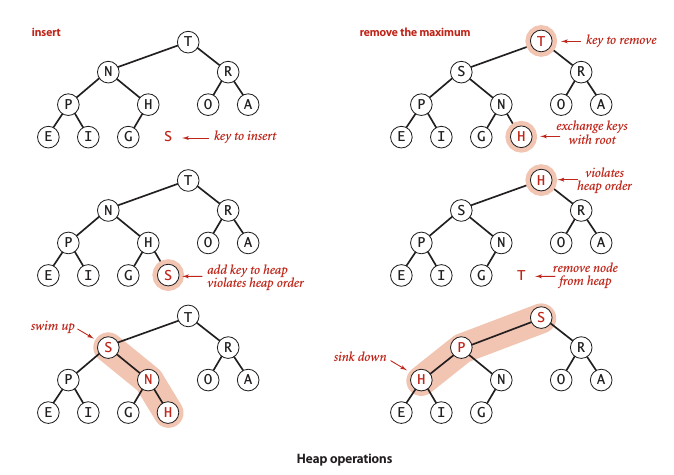 insert
T
N
R
P
H
O
A
E
I
G
S
key to insert
T
N
R
P
H
O
A
E
I
G
S
add key to heap
violates heap order
swim up
T
S
R
P
N
O
A
E
I
G
H
remove the maximum
T
key to remove
S
R
P
N
O
A
E
I
G
H
exchange keys
with root
H
violates
heap order
S
R
P
N
O
A
E
I
G
T
remove node
from heap
sink down
S
P
R
H
N
O
A
E
I
G
Heap operations